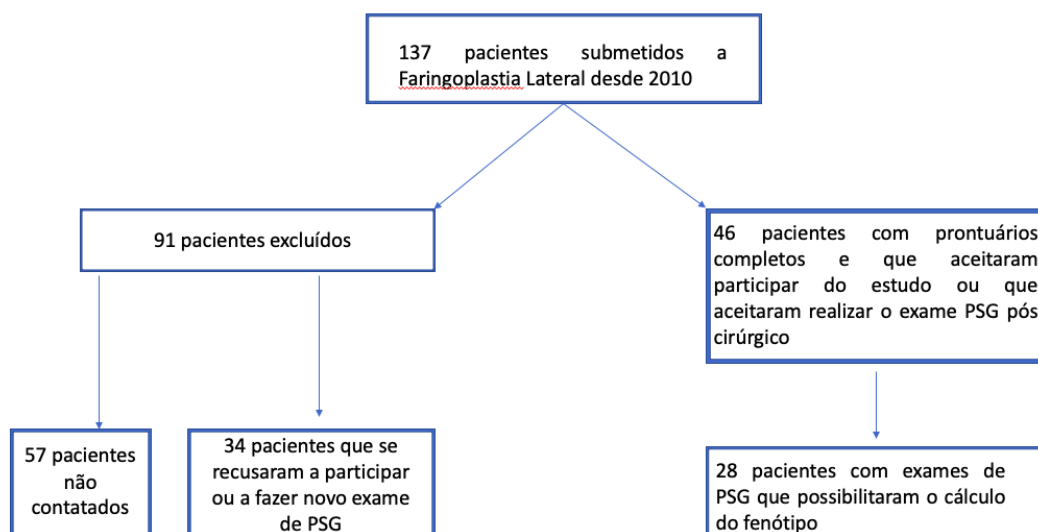 137 pacientes submetidos a
Faringoplastia Lateral desde 2010
91 pacientes excluídos
46 pacientes com prontuários
completos e que aceitaram
participar do estudo ou que
aceitaram realizar o exame PSG pós
cirúrgico
57 pacientes
não
contatados
34 pacientes que se
recusaram a participar
ou a fazer novo exame
de PSG
28 pacientes com exames de
PSG que possibilitaram o cálculo
do fenótipo